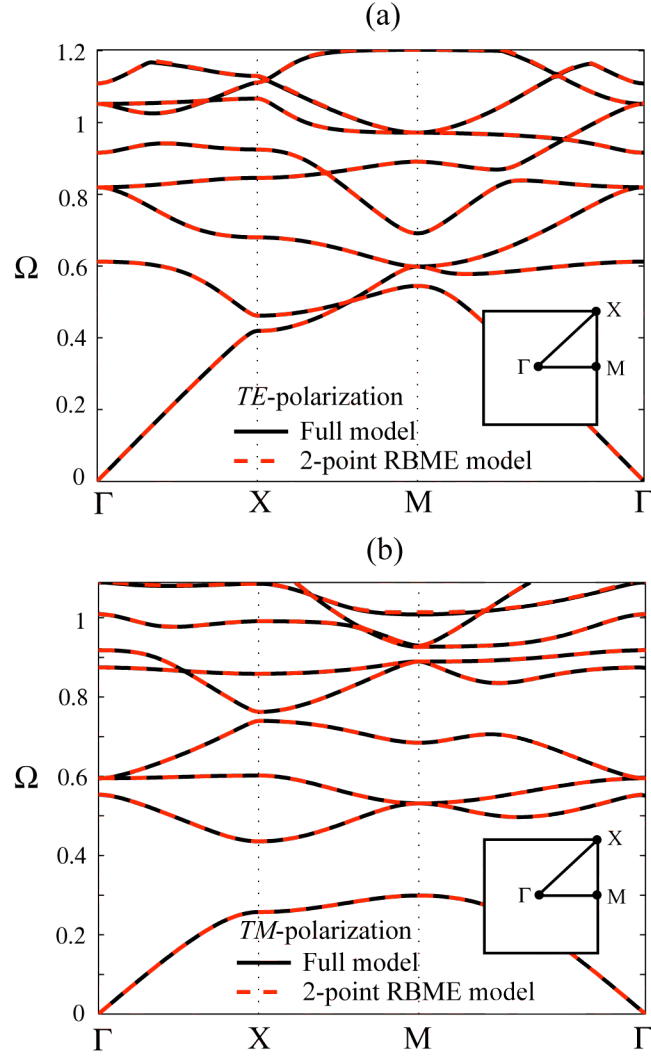 (a)
1.2
1
0.8
Ω
0.6
0.4
0.2
0
X
Γ
M
TE-polarization
Full model
2-point RBME model
Γ
X
M
Γ
(b)
1
0.8
Ω
0.6
0.4
0.2
0
X
Γ
M
TM-polarization
Full model
2-point RBME model
Γ
X
M
Γ